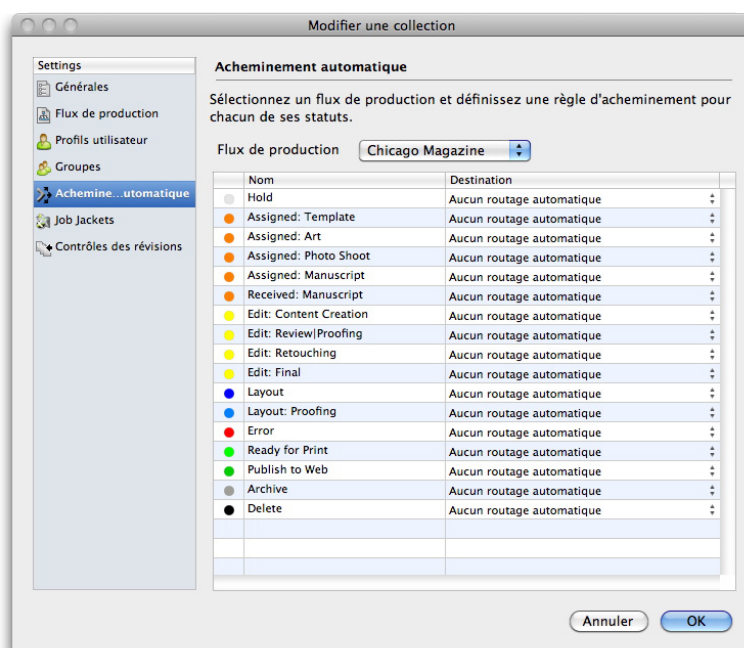 Modifier une collection
Settings
Générales
Flux de production
Profils utilisateur
Groupes
Achemine...utomatique
Job Jackets
Contrôles des révisions
Acheminement automatique
Sélectionnez un flux de production et définissez une règle d'acheminement pour
chacun de ses statuts.
Flux de production Chicago Magazine
Nom Destination
Hold Aucun routage automatique
Assigned: Template Aucun routage automatique
Assigned: Art Aucun routage automatique
Assigned: Photo Shoot Aucun routage automatique
Assigned: Manuscript Aucun routage automatique
Received: Manuscript Aucun routage automatique
Edit: Content Creation Aucun routage automatique
Edit: Review|Proofing Aucun routage automatique
Edit: Retouching Aucun routage automatique
Edit: Final Aucun routage automatique
Layout Aucun routage automatique
Layout: Proofing Aucun routage automatique
Error Aucun routage automatique
Ready for Print Aucun routage automatique
Publish to Web Aucun routage automatique
Archive Aucun routage automatique
Delete Aucun routage automatique
Annuler OK